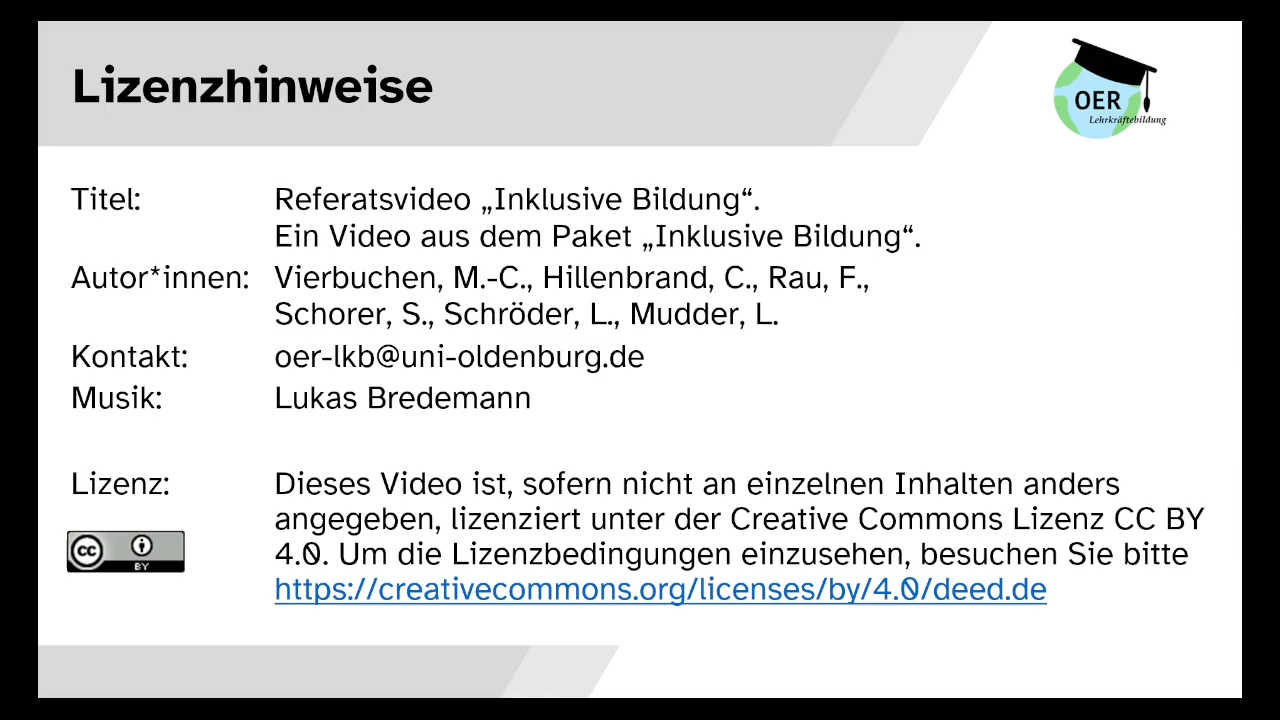 Lizenzhinweise
OER
Lehrkräftebildung
Titel: Referatsvideo „Inklusive Bildung“.
Ein Video aus dem Paket „Inklusive Bildung“.
Autor*innen: Vierbuchen, M.-C., Hillenbrand, C., Rau, F.,
Schorer, S., Schröder, L., Mudder, L.
Kontakt: oer-lkb@uni-oldenburg.de
Musik: Lukas Bredemann
Lizenz: Dieses Video ist, sofern nicht an einzelnen Inhalten anders
angegeben, lizenziert unter der Creative Commons Lizenz CC BY
4.0. Um die Lizenzbedingungen einzusehen, besuchen Sie bitte
https://creativecommons.org/licenses/by/4.0/deed.de
cc
BY